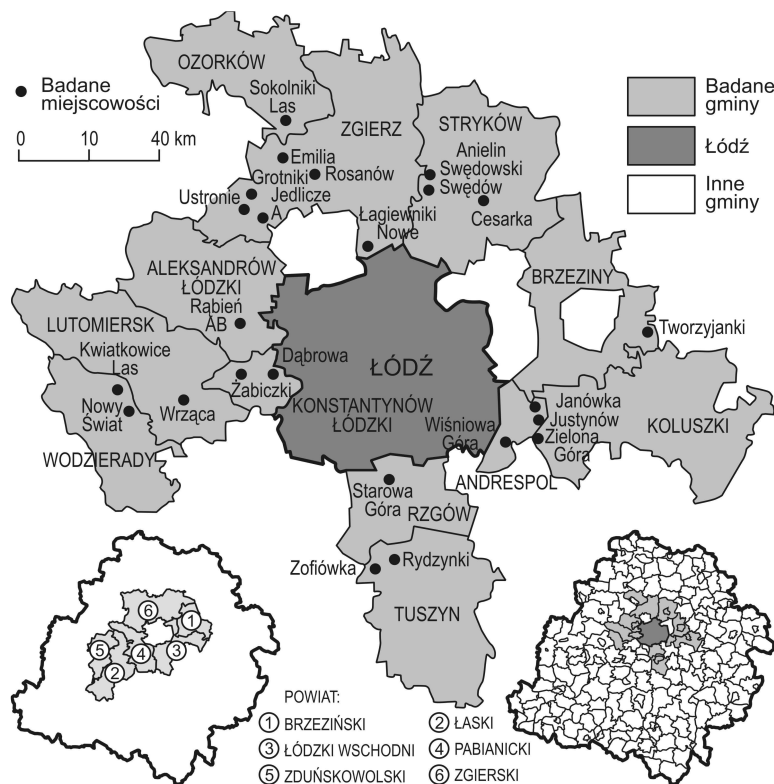 Badane
miejscowości
0 10 20 40 km
Badane
gminy
Łódź
Inne
gminy
OZORKÓW
Sokolniki
Las
ZGIERZ
STRYKÓW
Anielin
Swędowski
Swędów
Cesarka
Emilia
Rosanów
Grotniki
Jedlicze
A
Ustronie
Łagiewniki
Nowe
ALEKSANDRÓW
ŁÓDZKI
Rąbień
AB
BRZEZINY
Tworzyjanki
LUTOMIERSK
Kwiatkowice
Las
Dąbrowa
Żabiczki
ŁÓDŹ
KONSTANTYNÓW
ŁÓDZKI
Nowy
Świat
Wrząca
WODZIERADY
Wiśniowa
Góra
Janówka
Justynów
Zielona
Góra
KOLUSZKI
ANDRESPOL
Starowa
Góra
RZGÓW
Zofiówka
Rydzynki
TUSZYN
6
1
5
4
3
2
POWIAT:
1 BRZEZIŃSKI
2 ŁASKI
3 ŁÓDZKI WSCHODNI
4 PABIANICKI
5 ZDUŃSKOWOLSKI
6 ZGIERSKI